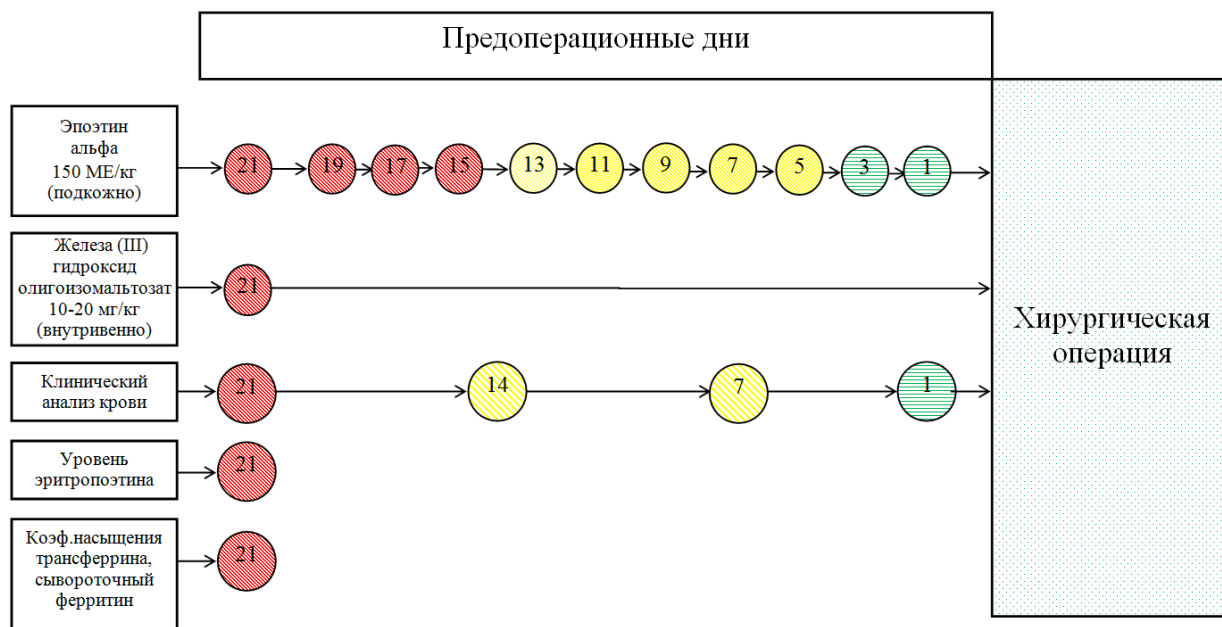 Предоперационные дни
Эпоэтин
альфа
150 МЕ/кг
(подкожно)
21 19 17 15 13 11 9 7 5 3 1
Железа (III)
гидроксид
олигоизомальтозат
10-20 мг/кг
(внутривенно)
21
Клинический
анализ крови
21 14 7 1
Уровень
эритропоэтина
21
Коэф.насыщения
трансферрина,
сывороточный
ферритин
21
Хирургическая
операция